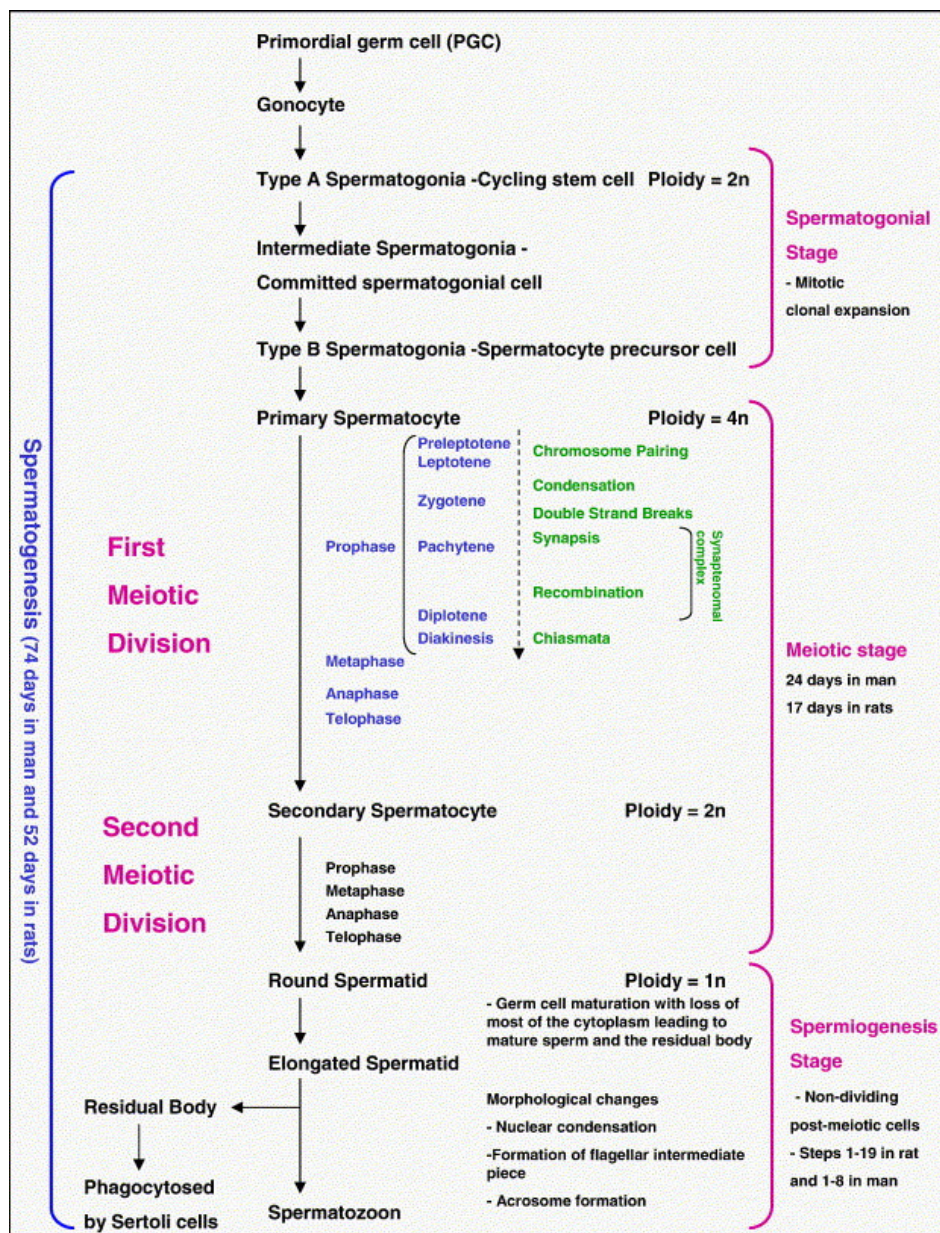 Primordial germ cell (PGC)
Gonocyte
Type A Spermatogonia -Cycling stem cell Ploidy = 2n
Intermediate Spermatogonia -
Committed spermatogonial cell
Type B Spermatogonia -Spermatocyte precursor cell
Spermatogonial
Stage
- Mitotic
clonal expansion
Spermatogenesis (74 days in man and 52 days in rats)
Primary Spermatocyte Ploidy = 4n
First
Meiotic
Division
Prophase
Preleptotene
Leptotene
Zygotene
Pachytene
Diplotene
Diakinesis
Chromosome Pairing
Condensation
Double Strand Breaks
Synapsis
Recombination
Chiasmata
Synaptenomal
complex
Metaphase
Anaphase
Telophase
Meiotic stage
24 days in man
17 days in rats
Secondary Spermatocyte Ploidy = 2n
Second
Meiotic
Division
Prophase
Metaphase
Anaphase
Telophase
Round Spermatid Ploidy = 1n
- Germ cell maturation with loss of
most of the cytoplasm leading to
mature sperm and the residual body
Elongated Spermatid
Residual Body
Phagocytosed
by Sertoli cells
Morphological changes
- Nuclear condensation
-Formation of flagellar intermediate
piece
- Acrosome formation
Spermatozoon
Spermiogenesis
Stage
- Non-dividing
post-meiotic cells
- Steps 1-19 in rat
and 1-8 in man